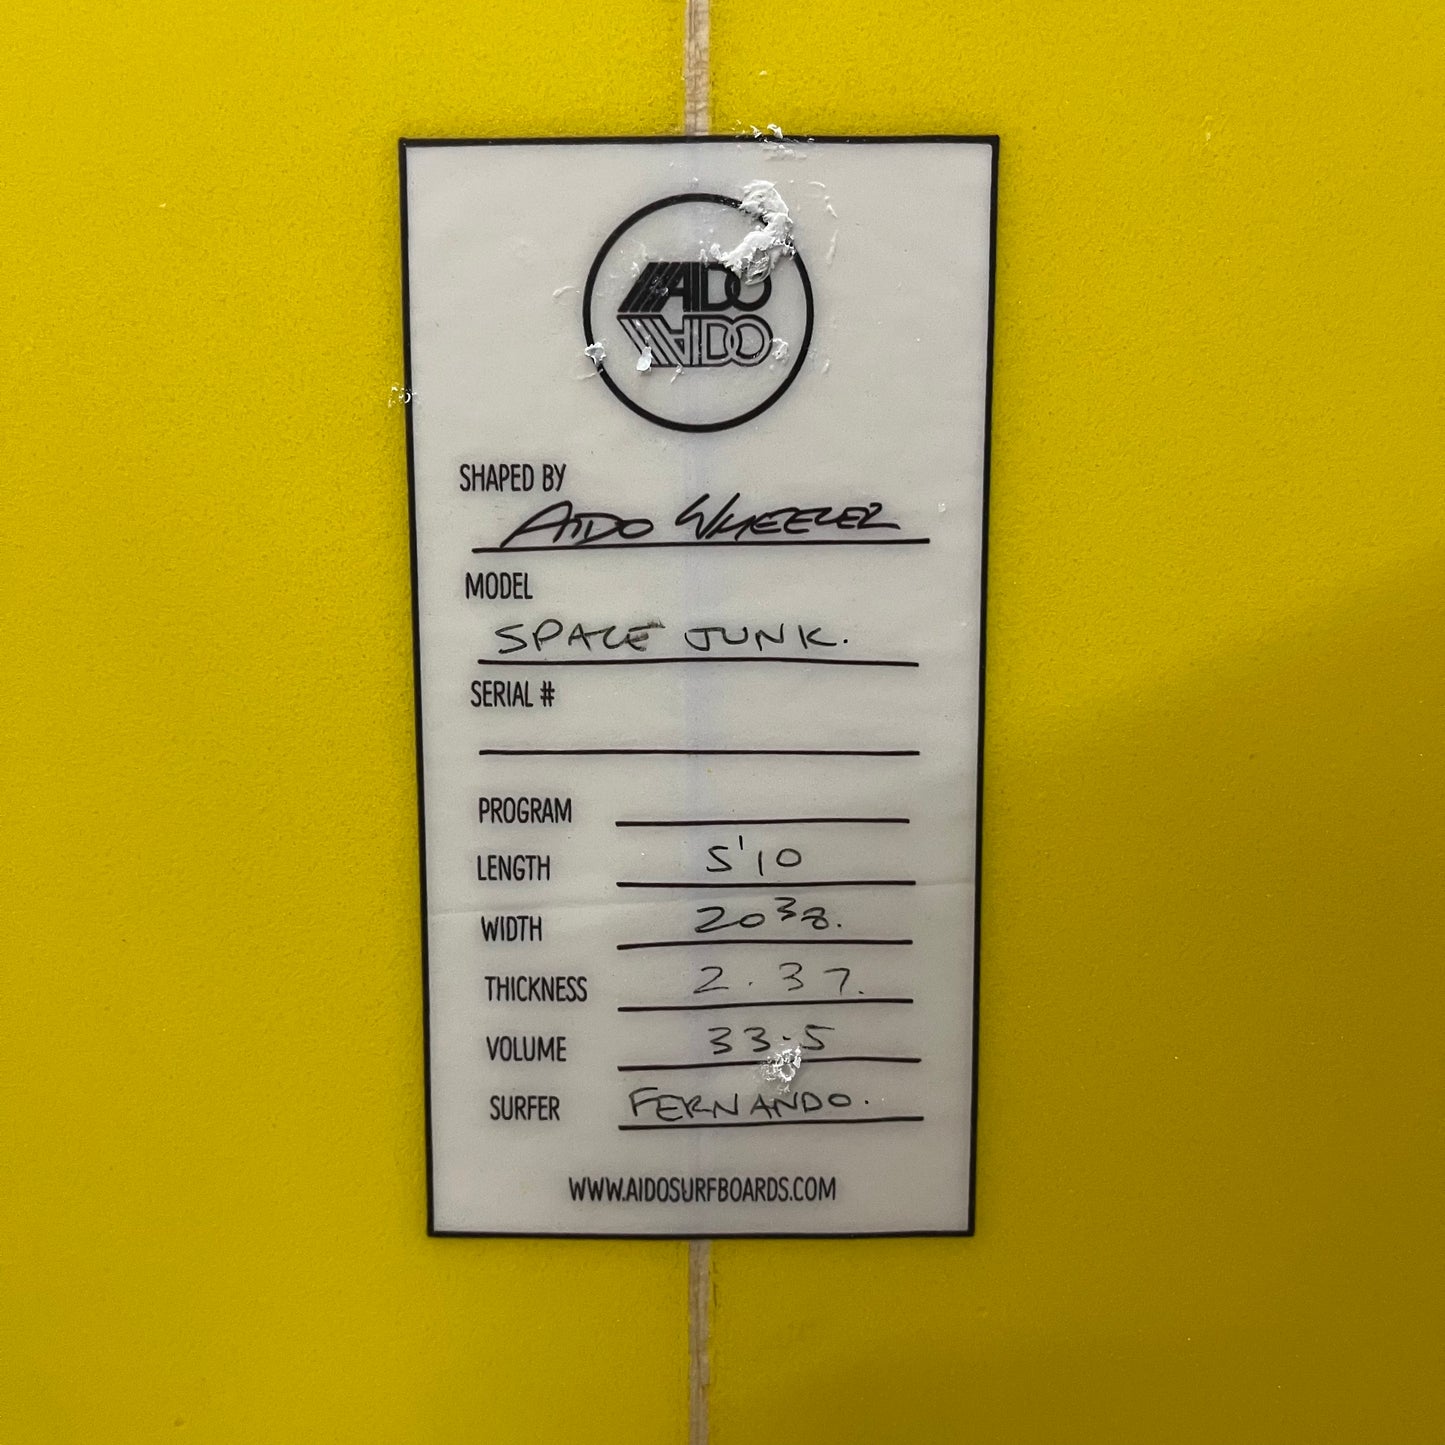 AIDO
AIDO
SHAPED BY
AIDO WHEELER
MODEL
SPACE JUNK.
SERIAL #
PROGRAM
LENGTH 5'10
WIDTH 20 3/8.
THICKNESS 2.37.
VOLUME 33.5
SURFER FERNANDO.
WWW.AIDOSURFBOARDS.COM